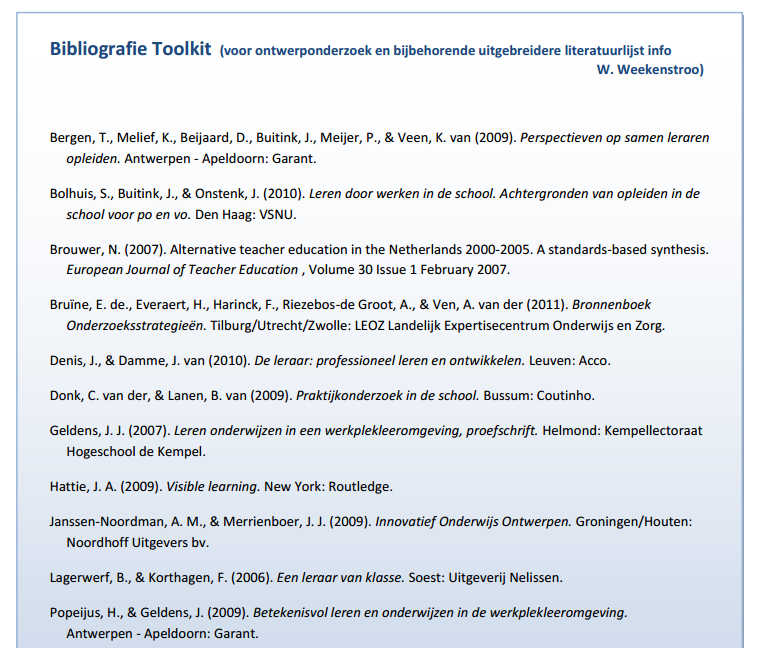 Bibliografie Toolkit (voor ontwerponderzoek en bijbehorende uitgebreidere literatuurlijst info
W. Weekenstroo)
Bergen, T., Melief, K., Beijaard, D., Buitink, J., Meijer, P., & Veen, K. van (2009). Perspectieven op samen leraren
opleiden. Antwerpen - Apeldoorn: Garant.
Bolhuis, S., Buitink, J., & Onstenk, J. (2010). Leren door werken in de school. Achtergronden van opleiden in de
school voor po en vo. Den Haag: VSNU.
Brouwer, N. (2007). Alternative teacher education in the Netherlands 2000-2005. A standards-based synthesis.
European Journal of Teacher Education , Volume 30 Issue 1 February 2007.
Bruïne, E. de., Everaert, H., Harinck, F., Riezebos-de Groot, A., & Ven, A. van der (2011). Bronnenboek
Onderzoeksstrategieën. Tilburg/Utrecht/Zwolle: LEOZ Landelijk Expertisecentrum Onderwijs en Zorg.
Denis, J., & Damme, J. van (2010). De leraar: professioneel leren en ontwikkelen. Leuven: Acco.
Donk, C. van der, & Lanen, B. van (2009). Praktijkonderzoek in de school. Bussum: Coutinho.
Geldens, J. J. (2007). Leren onderwijzen in een werkplekleeromgeving, proefschrift. Helmond: Kempellectoraat
Hogeschool de Kempel.
Hattie, J. A. (2009). Visible learning. New York: Routledge.
Janssen-Noordman, A. M., & Merrienboer, J. J. (2009). Innovatief Onderwijs Ontwerpen. Groningen/Houten:
Noordhoff Uitgevers bv.
Lagerwerf, B., & Korthagen, F. (2006). Een leraar van klasse. Soest: Uitgeverij Nelissen.
Popeijus, H., & Geldens, J. (2009). Betekenisvol leren en onderwijzen in de werkplekleeromgeving.
Antwerpen - Apeldoorn: Garant.